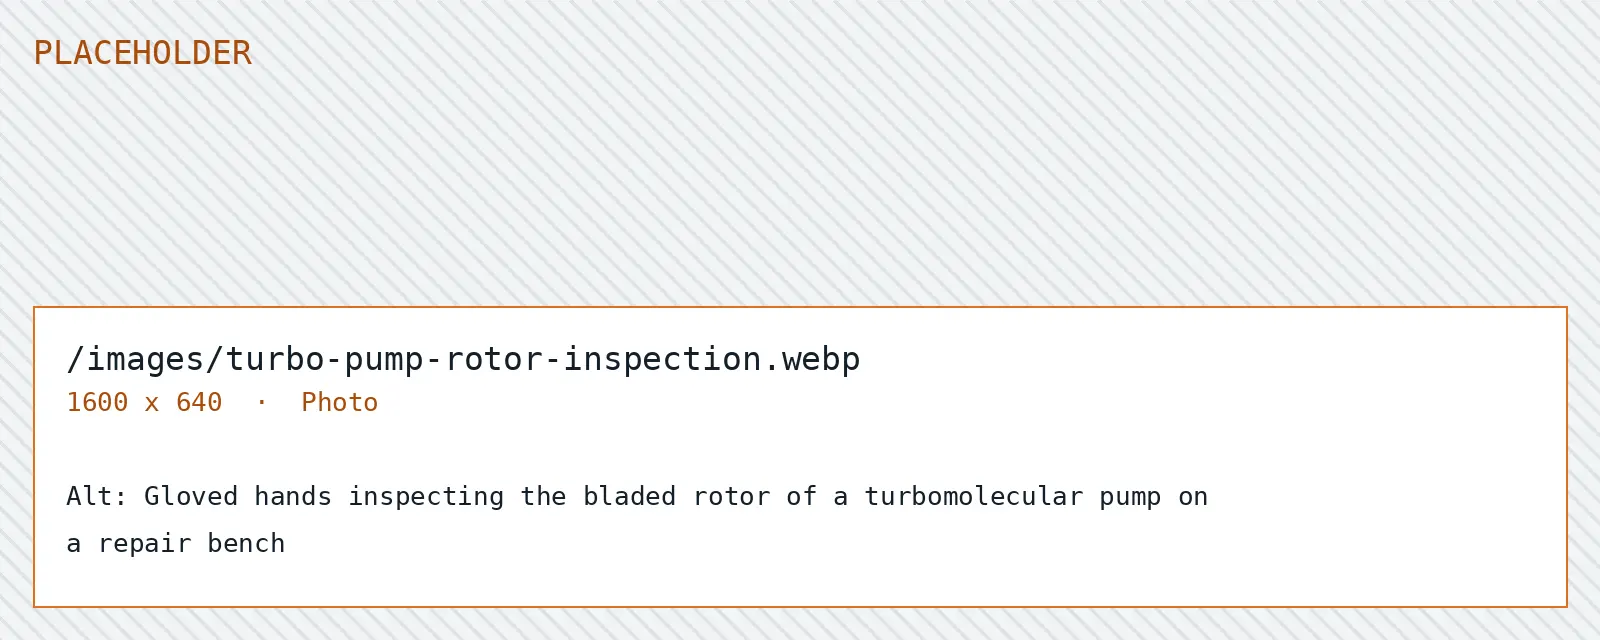 PLACEHOLDER
/images/turbo-pump-rotor-inspection.webp
1600 x 640 · Photo
Alt: Gloved hands inspecting the bladed rotor of a turbomolecular pump on
a repair bench